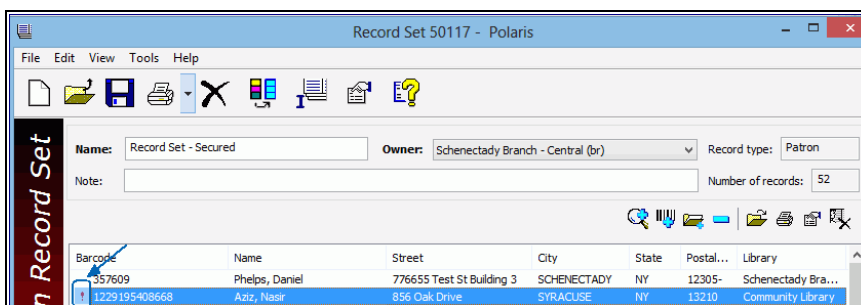 Record Set 50117 - Polaris
File Edit View Tools Help
Name: Record Set - Secured Owner: Schenectady Branch - Central (br) Record type: Patron
Note: Number of records: 52
Record Set
Barcode Name Street City State Postal... Library
357609 Phelps, Daniel 776655 Test St Building 3 SCHENECTADY NY 12305- Schenectady Bra...
! 1229195408668 Aziz, Nasir 856 Oak Drive SYRACUSE NY 13210 Community Library